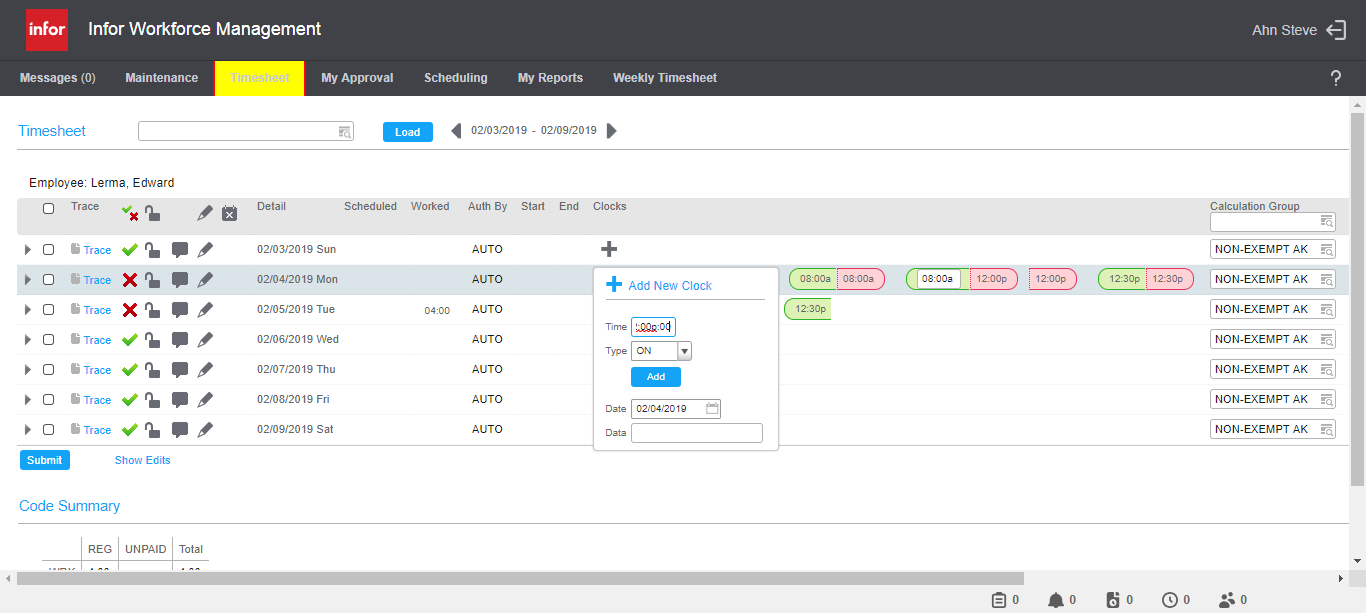 infor Infor Workforce Management Ahn Steve
Messages (0) Maintenance Timesheet My Approval Scheduling My Reports Weekly Timesheet ?
Timesheet Load 02/03/2019 - 02/09/2019
Employee: Lerma, Edward
Trace Detail Scheduled Worked Auth By Start End Clocks Calculation Group
Trace 02/03/2019 Sun AUTO NON-EXEMPT AK
Trace 02/04/2019 Mon AUTO 08:00a 08:00a 08:00a 12:00p 12:00p 12:30p 12:30p NON-EXEMPT AK
Trace 02/05/2019 Tue 04:00 AUTO 12:30p NON-EXEMPT AK
Trace 02/06/2019 Wed AUTO NON-EXEMPT AK
Trace 02/07/2019 Thu AUTO NON-EXEMPT AK
Trace 02/08/2019 Fri AUTO NON-EXEMPT AK
Trace 02/09/2019 Sat AUTO NON-EXEMPT AK
Add New Clock
Time :00p:00
Type ON
Add
Date 02/04/2019
Data
Submit Show Edits
Code Summary
REG UNPAID Total
0 0 0 0 0